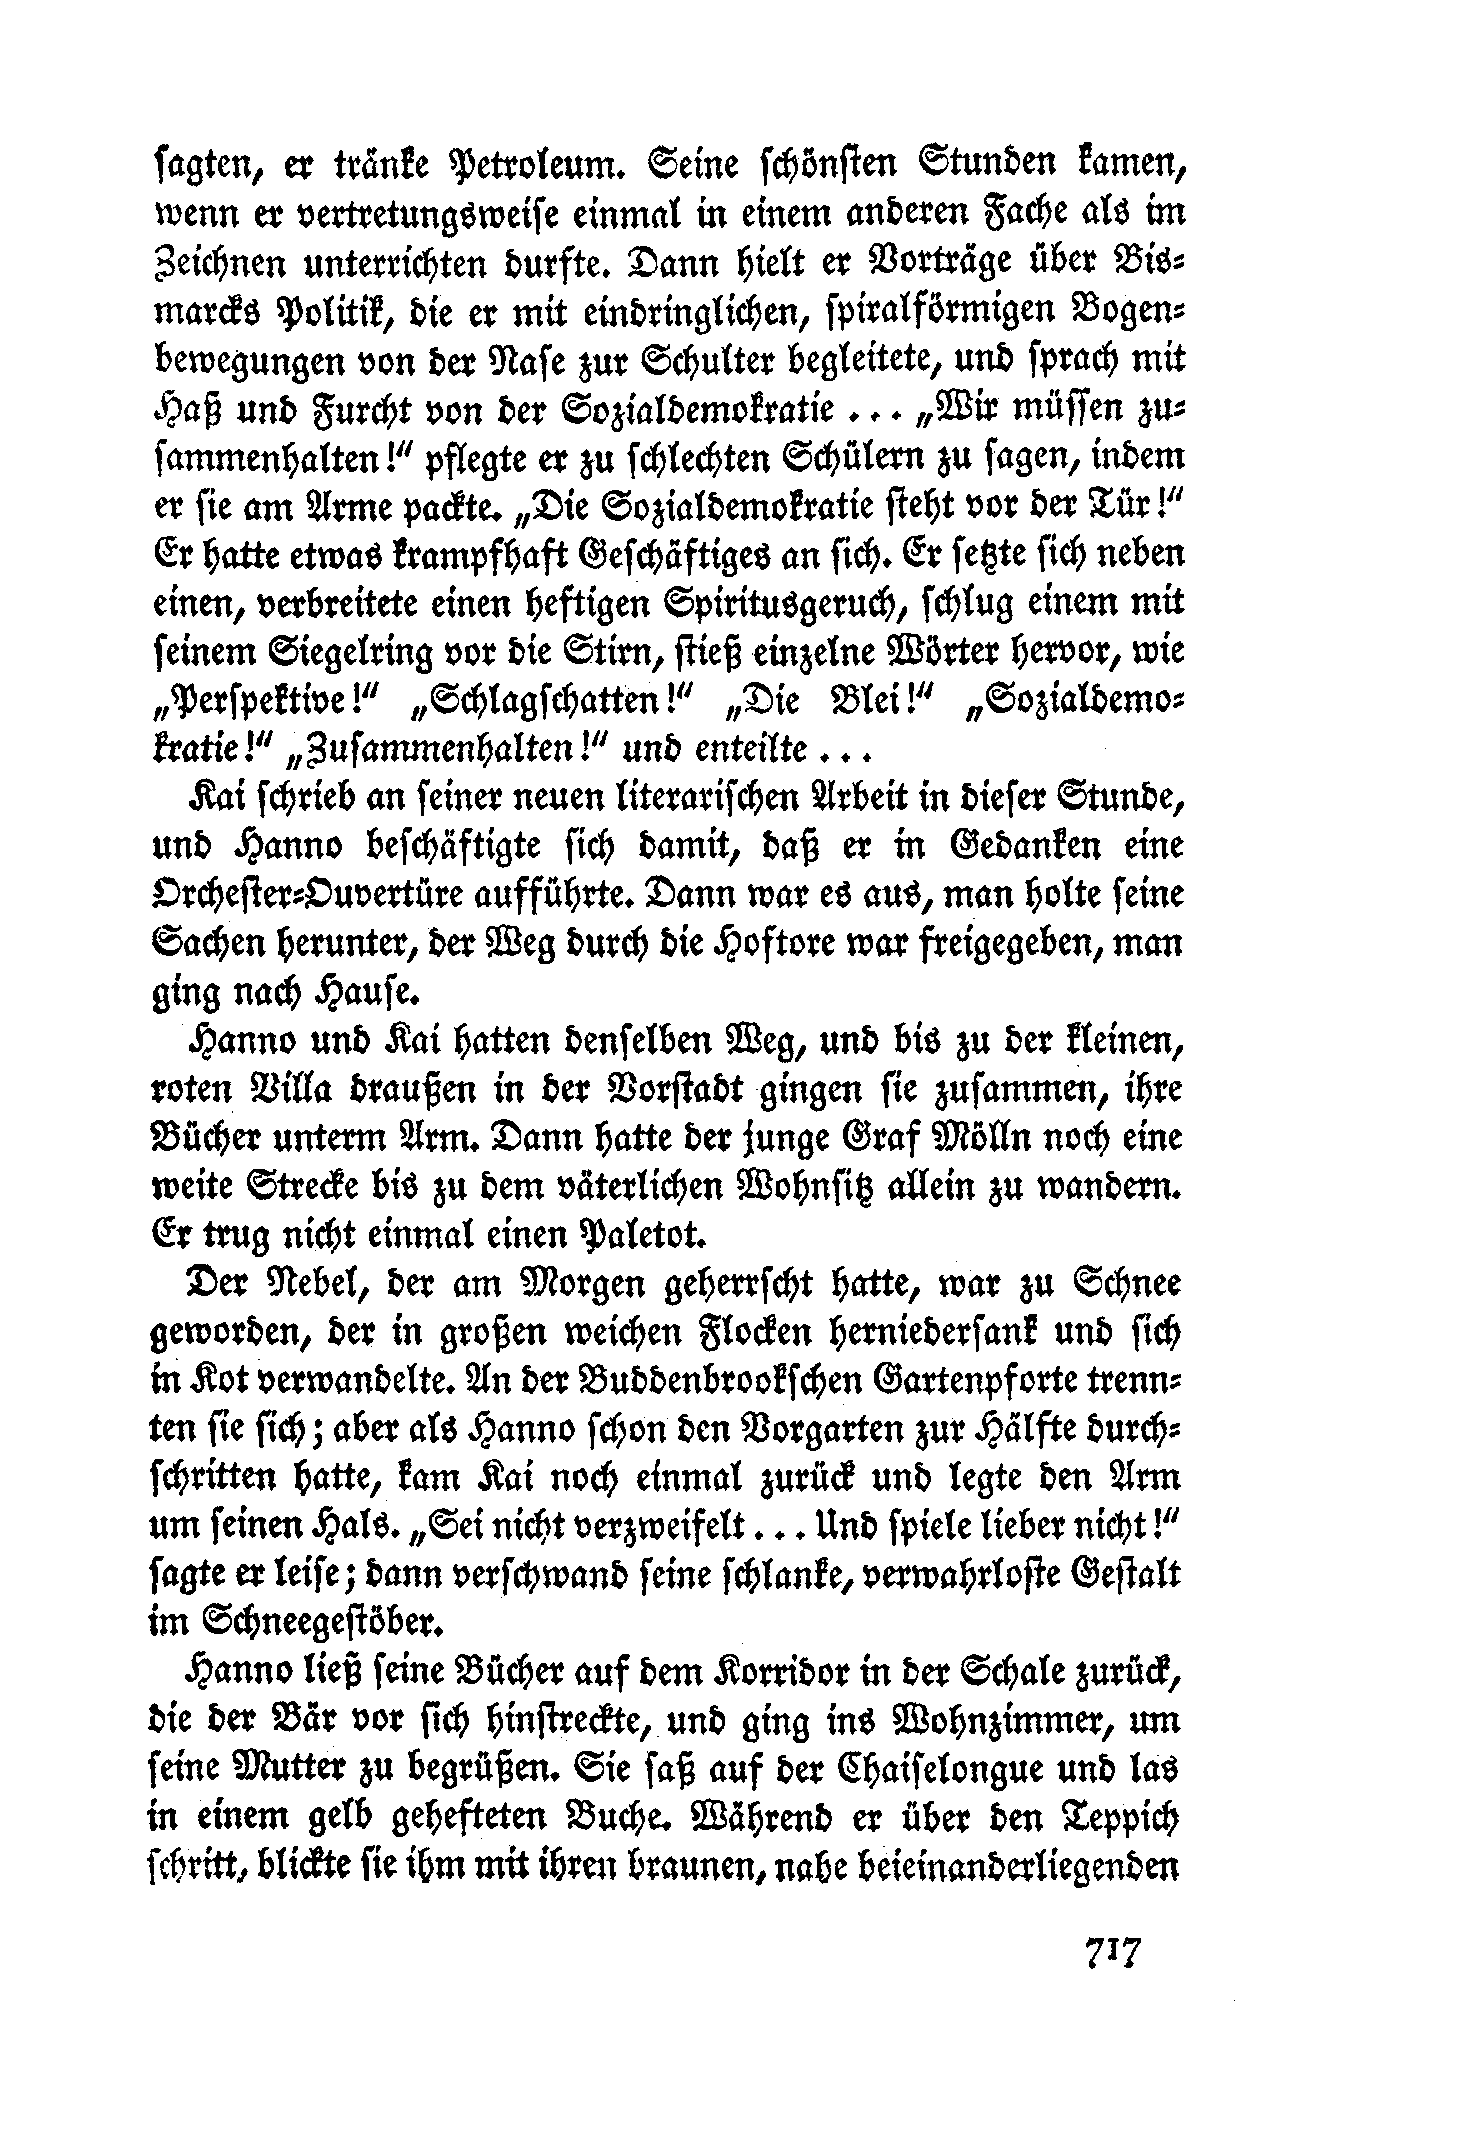 sagten, er tränke Petroleum. Seine schönsten Stunden kamen,
wenn er vertretungsweise einmal in einem anderen Fache als im
Zeichnen unterrichten durfte. Dann hielt er Vorträge über Bis-
marcks Politik, die er mit eindringlichen, spiralförmigen Bogen-
bewegungen von der Nase zur Schulter begleitete, und sprach mit
Haß und Furcht von der Sozialdemokratie . . . „Wir müssen zu-
sammenhalten!“ pflegte er zu schlechten Schülern zu sagen, indem
er sie am Arme packte. „Die Sozialdemokratie steht vor der Tür!“
Er hatte etwas krampfhaft Geschäftiges an sich. Er setzte sich neben
einen, verbreitete einen heftigen Spiritusgeruch, schlug einem mit
seinem Siegelring vor die Stirn, stieß einzelne Wörter hervor, wie
„Perspektive!“ „Schlagschatten!“ „Die Blei!“ „Sozialdemo-
kratie!“ „Zusammenhalten!“ und enteilte . . .
Kai schrieb an seiner neuen literarischen Arbeit in dieser Stunde,
und Hanno beschäftigte sich damit, daß er in Gedanken eine
Orchester-Ouvertüre aufführte. Dann war es aus, man holte seine
Sachen herunter, der Weg durch die Hoftore war freigegeben, man
ging nach Hause.
Hanno und Kai hatten denselben Weg, und bis zu der kleinen,
roten Villa draußen in der Vorstadt gingen sie zusammen, ihre
Bücher unterm Arm. Dann hatte der junge Graf Mölln noch eine
weite Strecke bis zu dem väterlichen Wohnsitz allein zu wandern.
Er trug nicht einmal einen Paletot.
Der Nebel, der am Morgen geherrscht hatte, war zu Schnee
geworden, der in großen weichen Flocken herniedersank und sich
in Kot verwandelte. An der Buddenbrookschen Gartenpforte trenn-
ten sie sich; aber als Hanno schon den Vorgarten zur Hälfte durch-
schritten hatte, kam Kai noch einmal zurück und legte den Arm
um seinen Hals. „Sei nicht verzweifelt . . . Und spiele lieber nicht!“
sagte er leise; dann verschwand seine schlanke, verwahrloste Gestalt
im Schneegestöber.
Hanno ließ seine Bücher auf dem Korridor in der Schale zurück,
die der Bär vor sich hinstreckte, und ging ins Wohnzimmer, um
seine Mutter zu begrüßen. Sie saß auf der Chaiselongue und las
in einem gelb gehefteten Buche. Während er über den Teppich
schritt, blickte sie ihm mit ihren braunen, nahe beieinanderliegenden
717